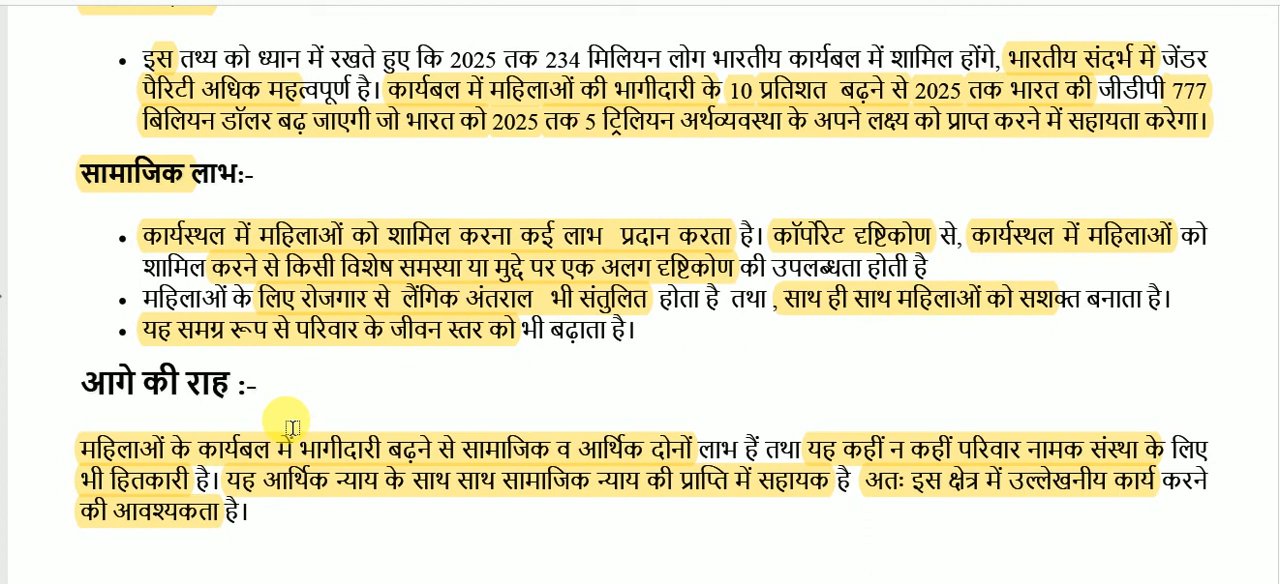 इस तथ्य को ध्यान में रखते हुए कि 2025 तक 234 मिलियन लोग भारतीय कार्यबल में शामिल होंगे, भारतीय संदर्भ में जेंडर
पैरिटी अधिक महत्वपूर्ण है। कार्यबल में महिलाओं की भागीदारी के 10 प्रतिशत बढ़ने से 2025 तक भारत की जीडीपी 777
बिलियन डॉलर बढ़ जाएगी जो भारत को 2025 तक 5 ट्रिलियन अर्थव्यवस्था के अपने लक्ष्य को प्राप्त करने में सहायता करेगा।
सामाजिक लाभ:-
कार्यस्थल में महिलाओं को शामिल करना कई लाभ प्रदान करता है। कॉर्पोरेट दृष्टिकोण से, कार्यस्थल में महिलाओं को
शामिल करने से किसी विशेष समस्या या मुद्दे पर एक अलग दृष्टिकोण की उपलब्धता होती है
महिलाओं के लिए रोजगार से लैंगिक अंतराल भी संतुलित होता है तथा , साथ ही साथ महिलाओं को सशक्त बनाता है।
यह समग्र रूप से परिवार के जीवन स्तर को भी बढ़ाता है।
आगे की राह :-
महिलाओं के कार्यबल में भागीदारी बढ़ने से सामाजिक व आर्थिक दोनों लाभ हैं तथा यह कहीं न कहीं परिवार नामक संस्था के लिए
भी हितकारी है। यह आर्थिक न्याय के साथ साथ सामाजिक न्याय की प्राप्ति में सहायक है अतः इस क्षेत्र में उल्लेखनीय कार्य करने
की आवश्यकता है।